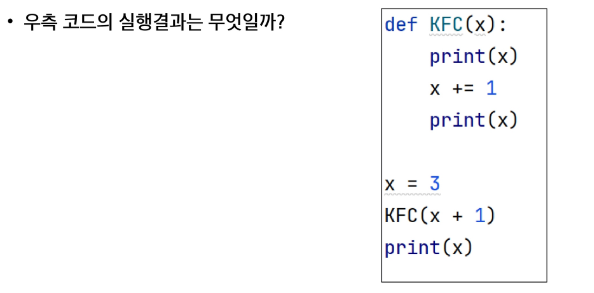 • 우측 코드의 실행결과는 무엇일까?
def KFC(x):
    print(x)
    x += 1
    print(x)

x = 3
KFC(x + 1)
print(x)